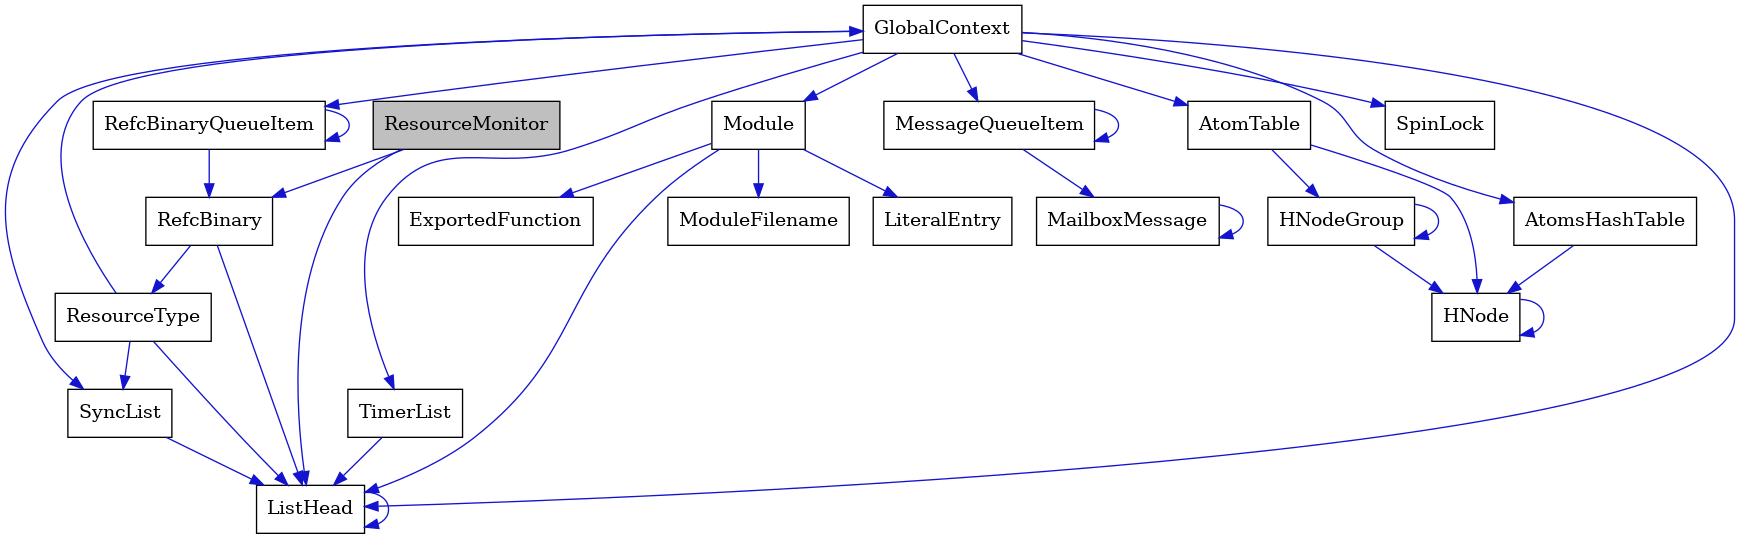 GlobalContext
RefcBinaryQueueItem
ResourceMonitor
Module
MessageQueueItem
AtomTable
SpinLock
RefcBinary
ExportedFunction
ModuleFilename
LiteralEntry
MailboxMessage
HNodeGroup
AtomsHashTable
ResourceType
HNode
SyncList
TimerList
ListHead